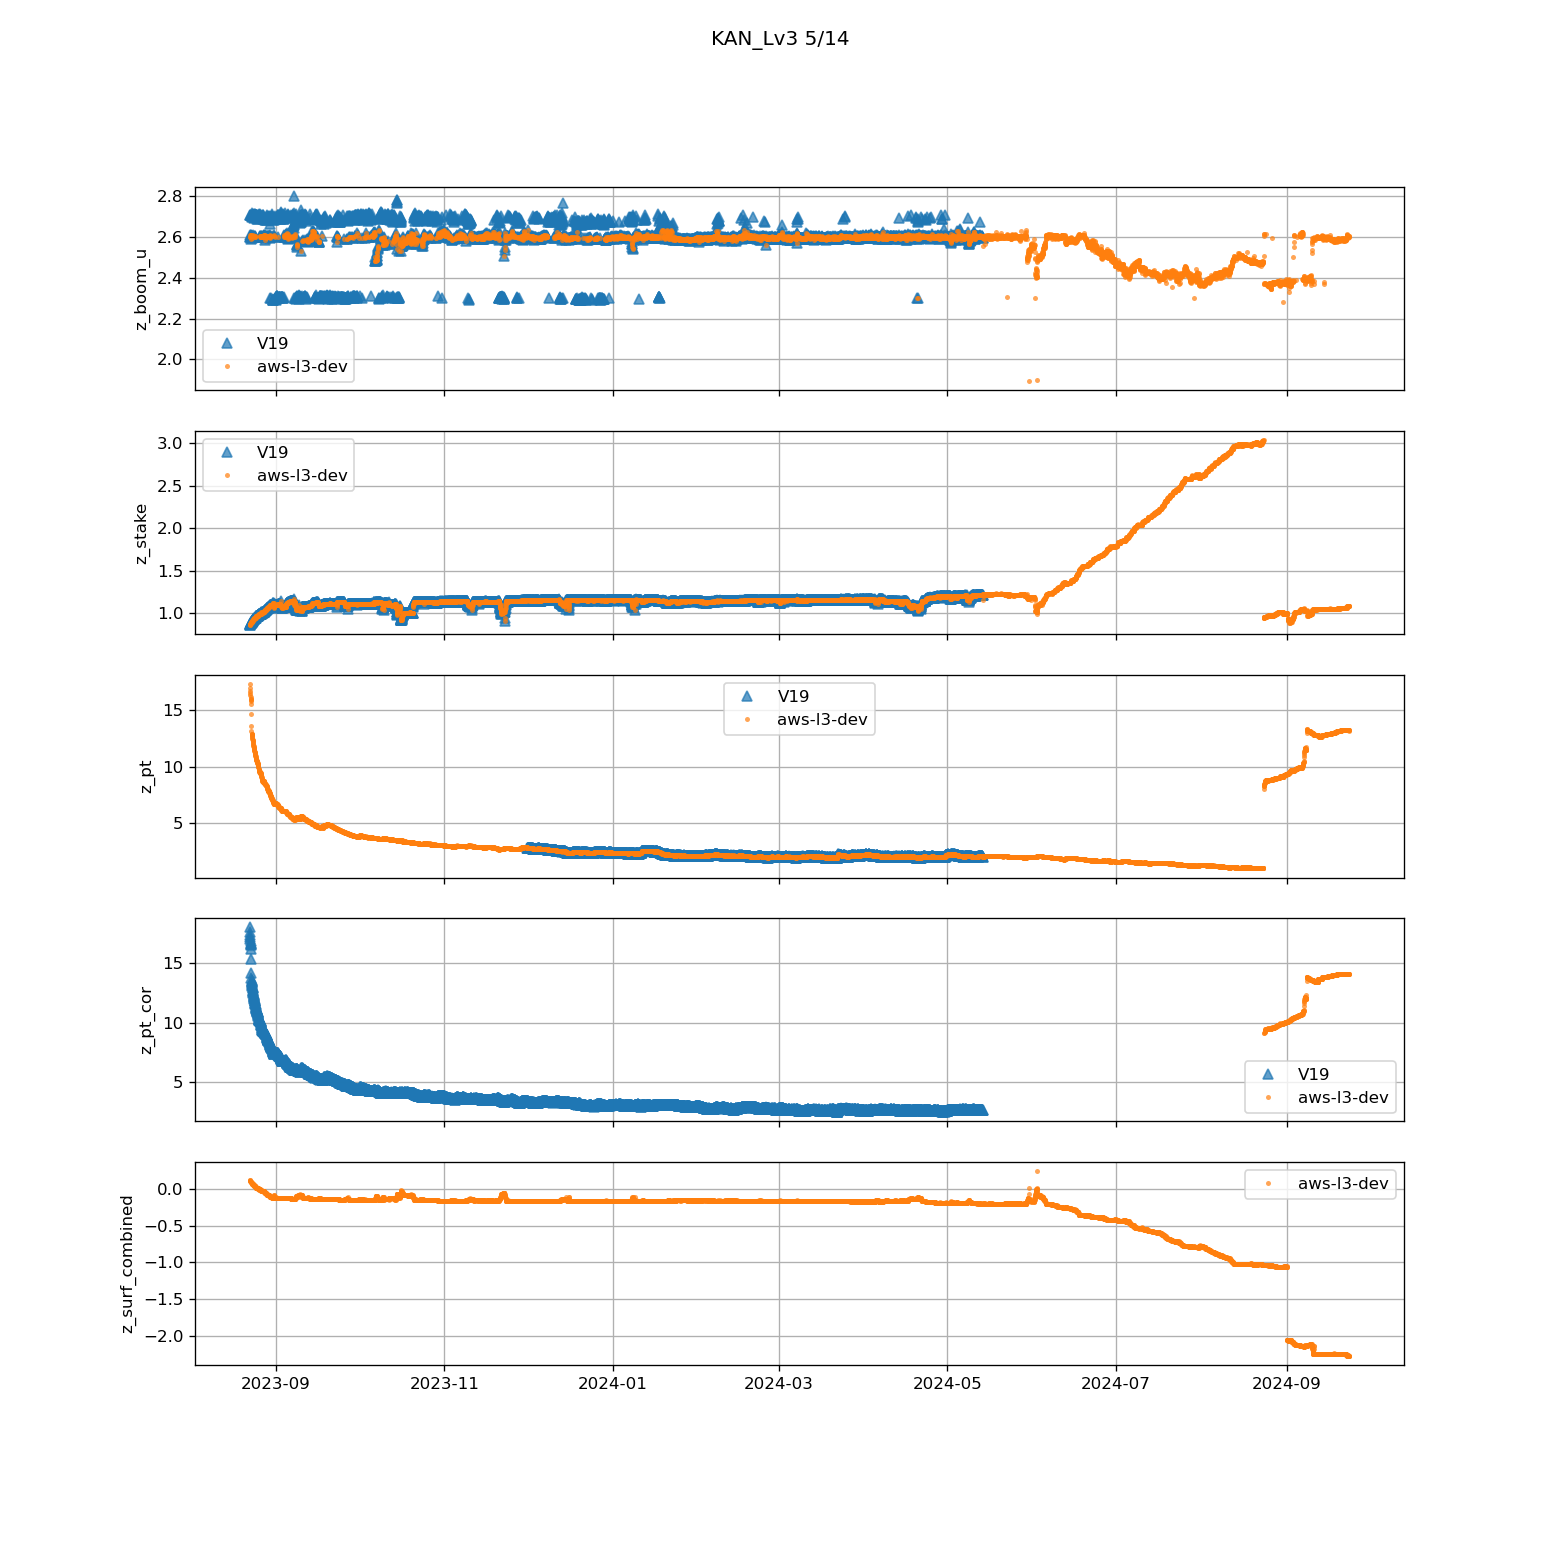 KAN_Lv3 5/14
2.8
2.6
2.4
2.2
2.0
z_boom_u
V19
aws-l3-dev
3.0
2.5
2.0
1.5
1.0
z_stake
V19
aws-l3-dev
15
10
5
z_pt
V19
aws-l3-dev
15
10
5
z_pt_cor
V19
aws-l3-dev
0.0
−0.5
−1.0
−1.5
−2.0
z_surf_combined
aws-l3-dev
2023-09 2023-11 2024-01 2024-03 2024-05 2024-07 2024-09